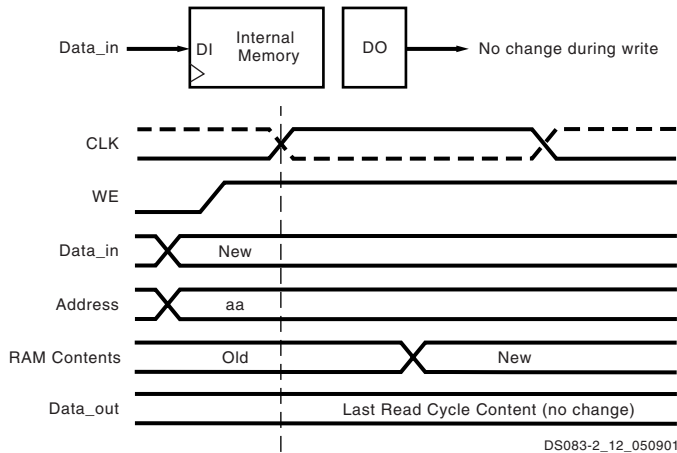 Data_in
DI
Internal
Memory
DO
No change during write
CLK
WE
Data_in
New
Address
aa
RAM Contents
Old
New
Data_out
Last Read Cycle Content (no change)
DS083-2_12_050901